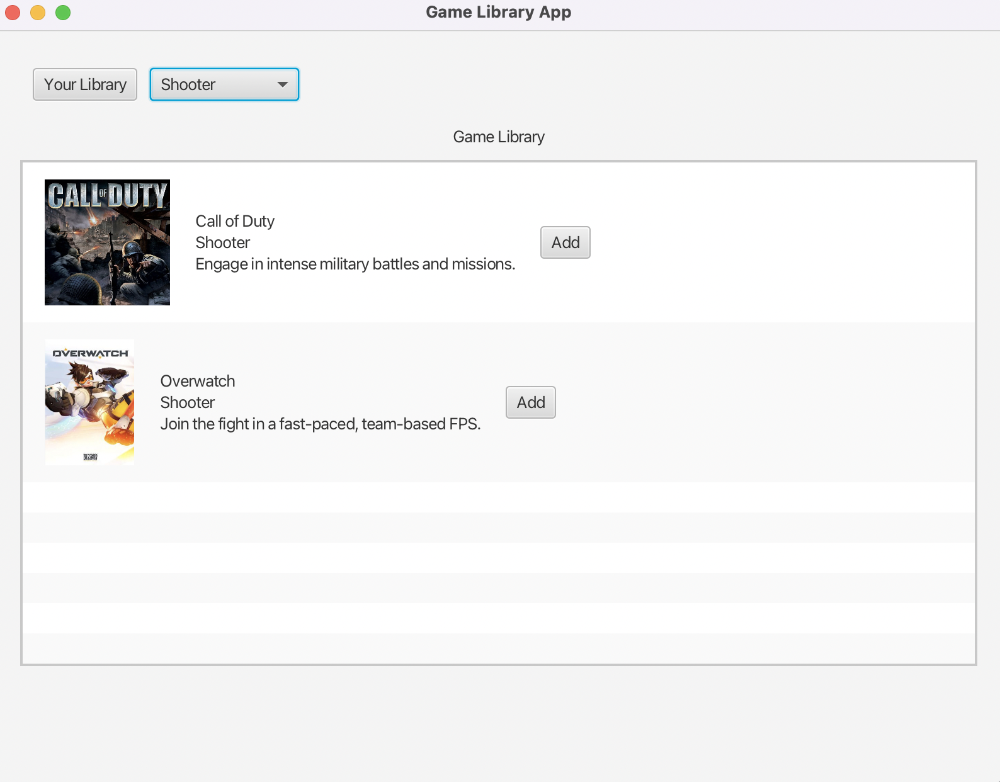 Game Library App
Your Library
Shooter
Game Library
CALL OF DUTY
Call of Duty
Shooter
Engage in intense military battles and missions.
Add
OVERWATCH
BLIZZARD
Overwatch
Shooter
Join the fight in a fast-paced, team-based FPS.
Add